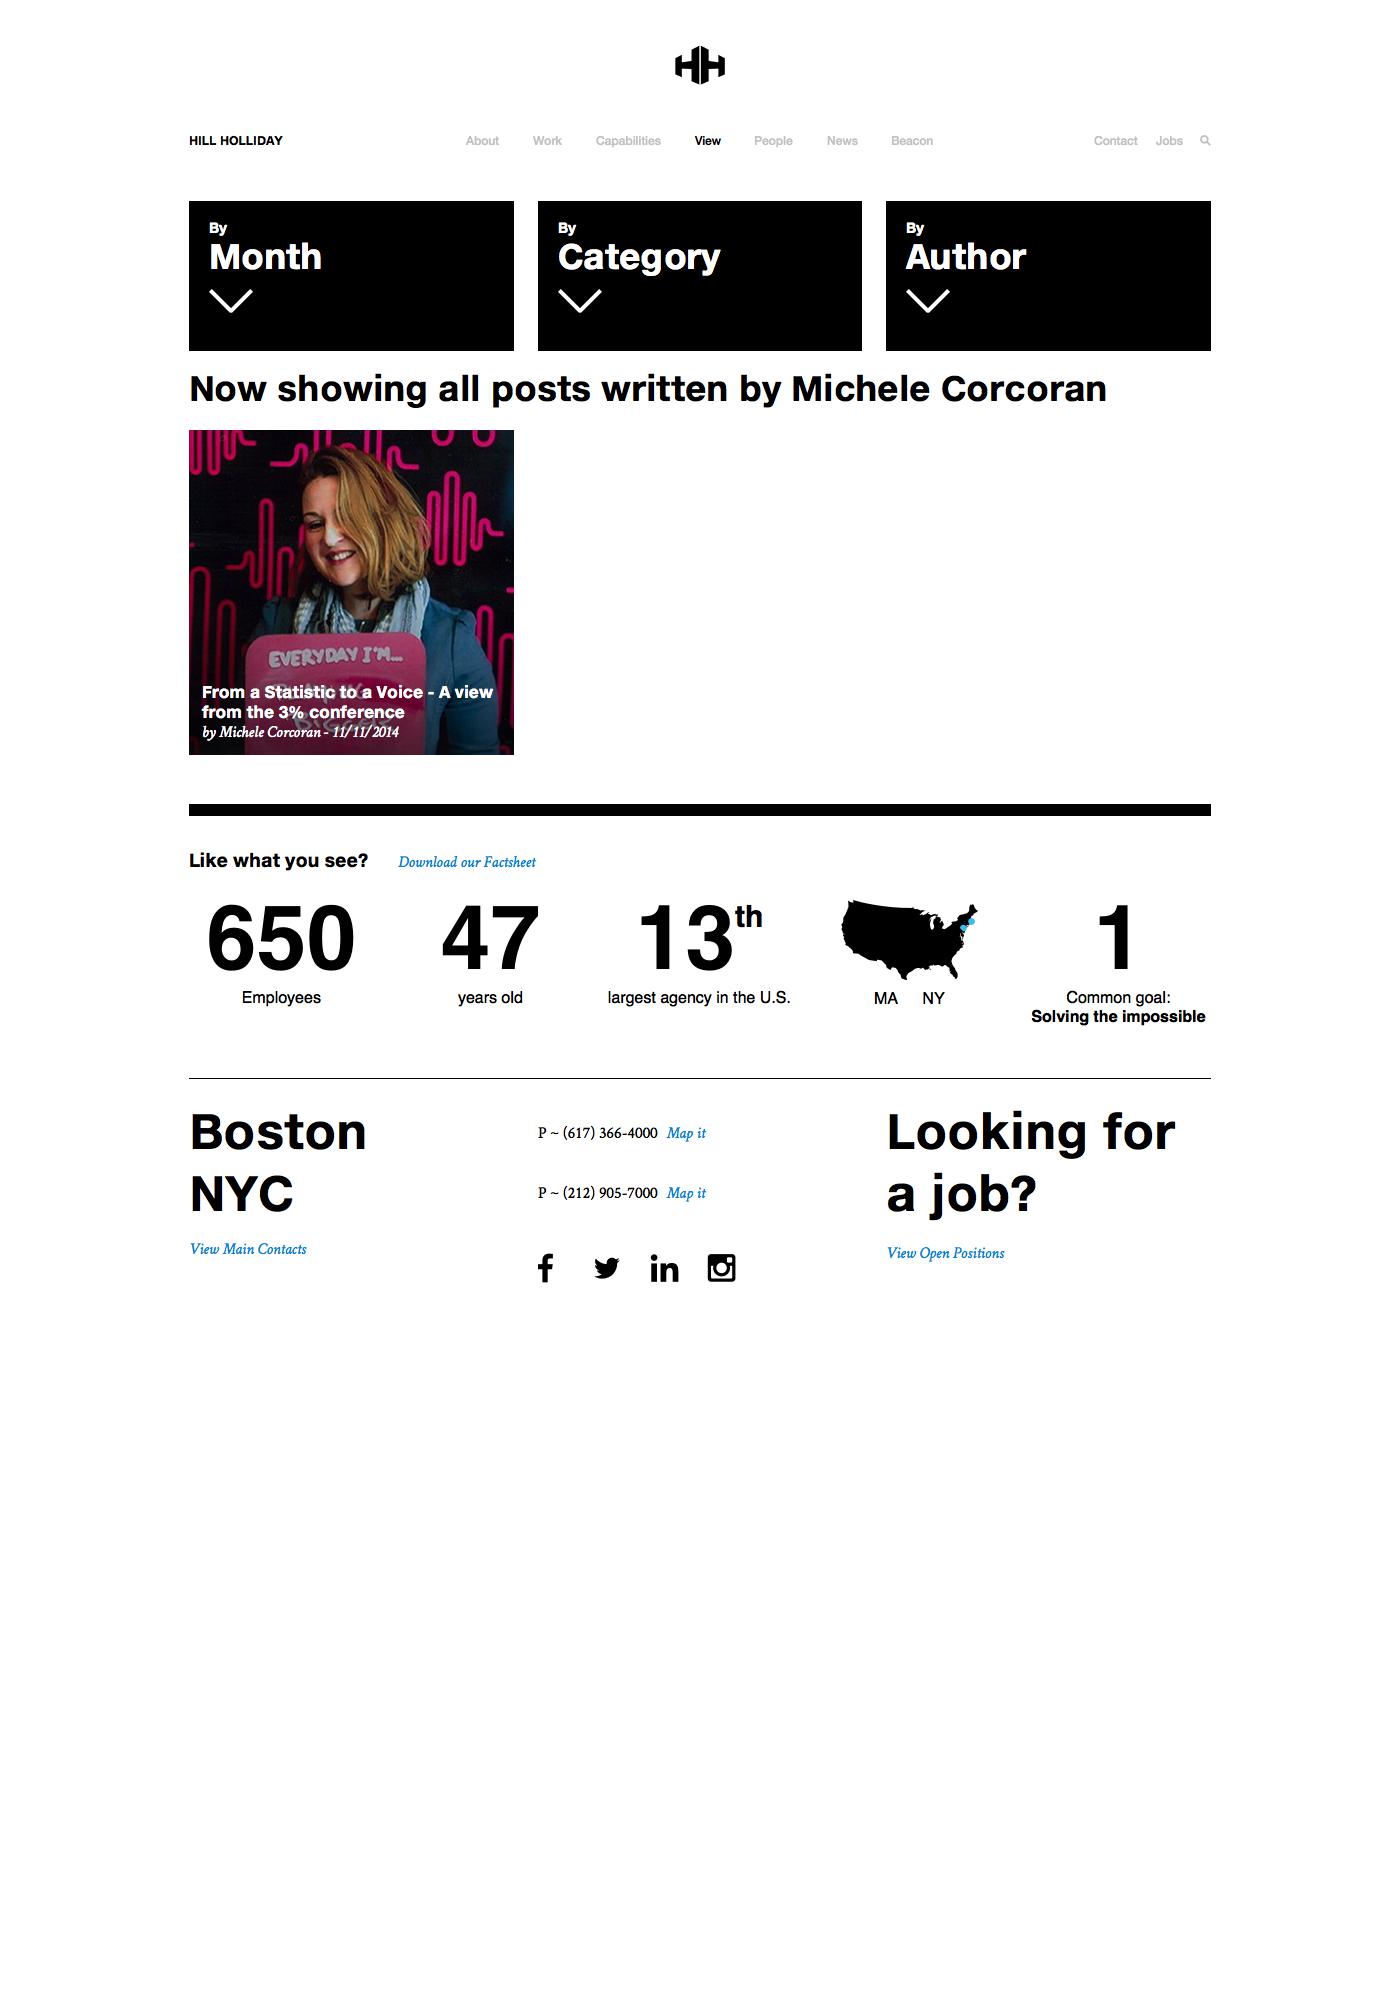 HILL HOLLIDAY
About Work Capabilities View People News Beacon
Contact Jobs
By
Month
By
Category
By
Author
Now showing all posts written by Michele Corcoran
EVERYDAY I'M...
From a Statistic to a Voice - A view
from the 3% conference
by Michele Corcoran - 11/11/2014
Like what you see? Download our Factsheet
650
Employees
47
years old
13th
largest agency in the U.S.
MA NY
1
Common goal:
Solving the impossible
Boston
NYC
View Main Contacts
P ~ (617) 366-4000 Map it
P ~ (212) 905-7000 Map it
Looking for
a job?
View Open Positions